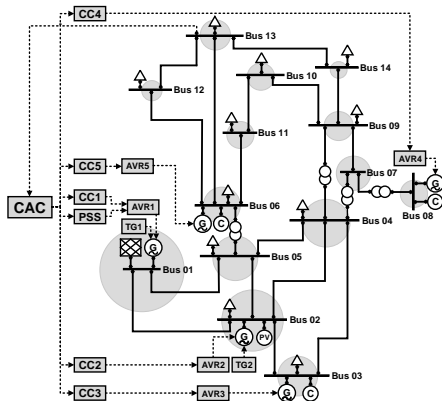 CC4
Bus 13
Bus 14
Bus 10
Bus 12
Bus 11
Bus 09
AVR4
CC5
AVR5
Bus 07
G
CC1
AVR1
Bus 06
C
CAC
PSS
G
C
Bus 04
Bus 08
TG1
G
Bus 05
Bus 01
Bus 02
G
PV
CC2
AVR2
TG2
Bus 03
CC3
AVR3
G
C